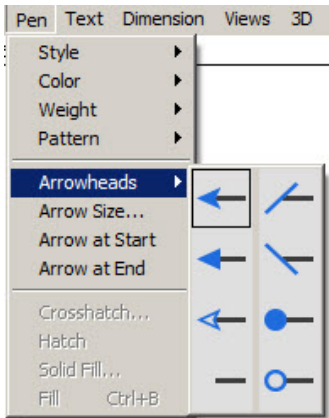 Pen Text Dimension Views 3D
Style
Color
Weight
Pattern
Arrowheads
Arrow Size...
Arrow at Start
Arrow at End
Crosshatch...
Hatch
Solid Fill...
Fill Ctrl+B